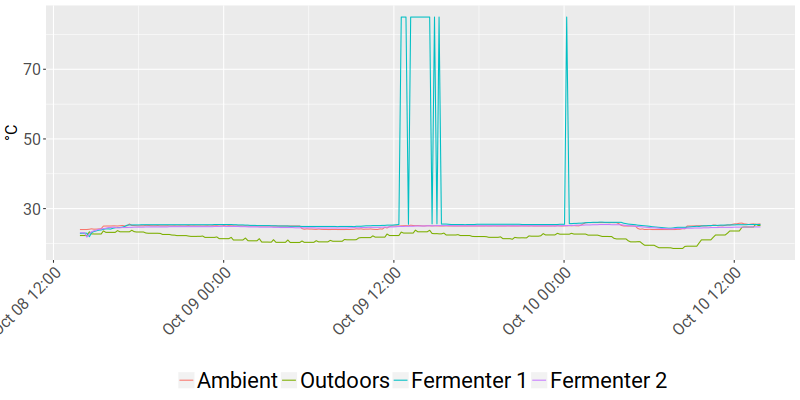 °C
70
50
30
Oct 08 12:00
Oct 09 00:00
Oct 09 12:00
Oct 10 00:00
Oct 10 12:00
Ambient Outdoors Fermenter 1 Fermenter 2